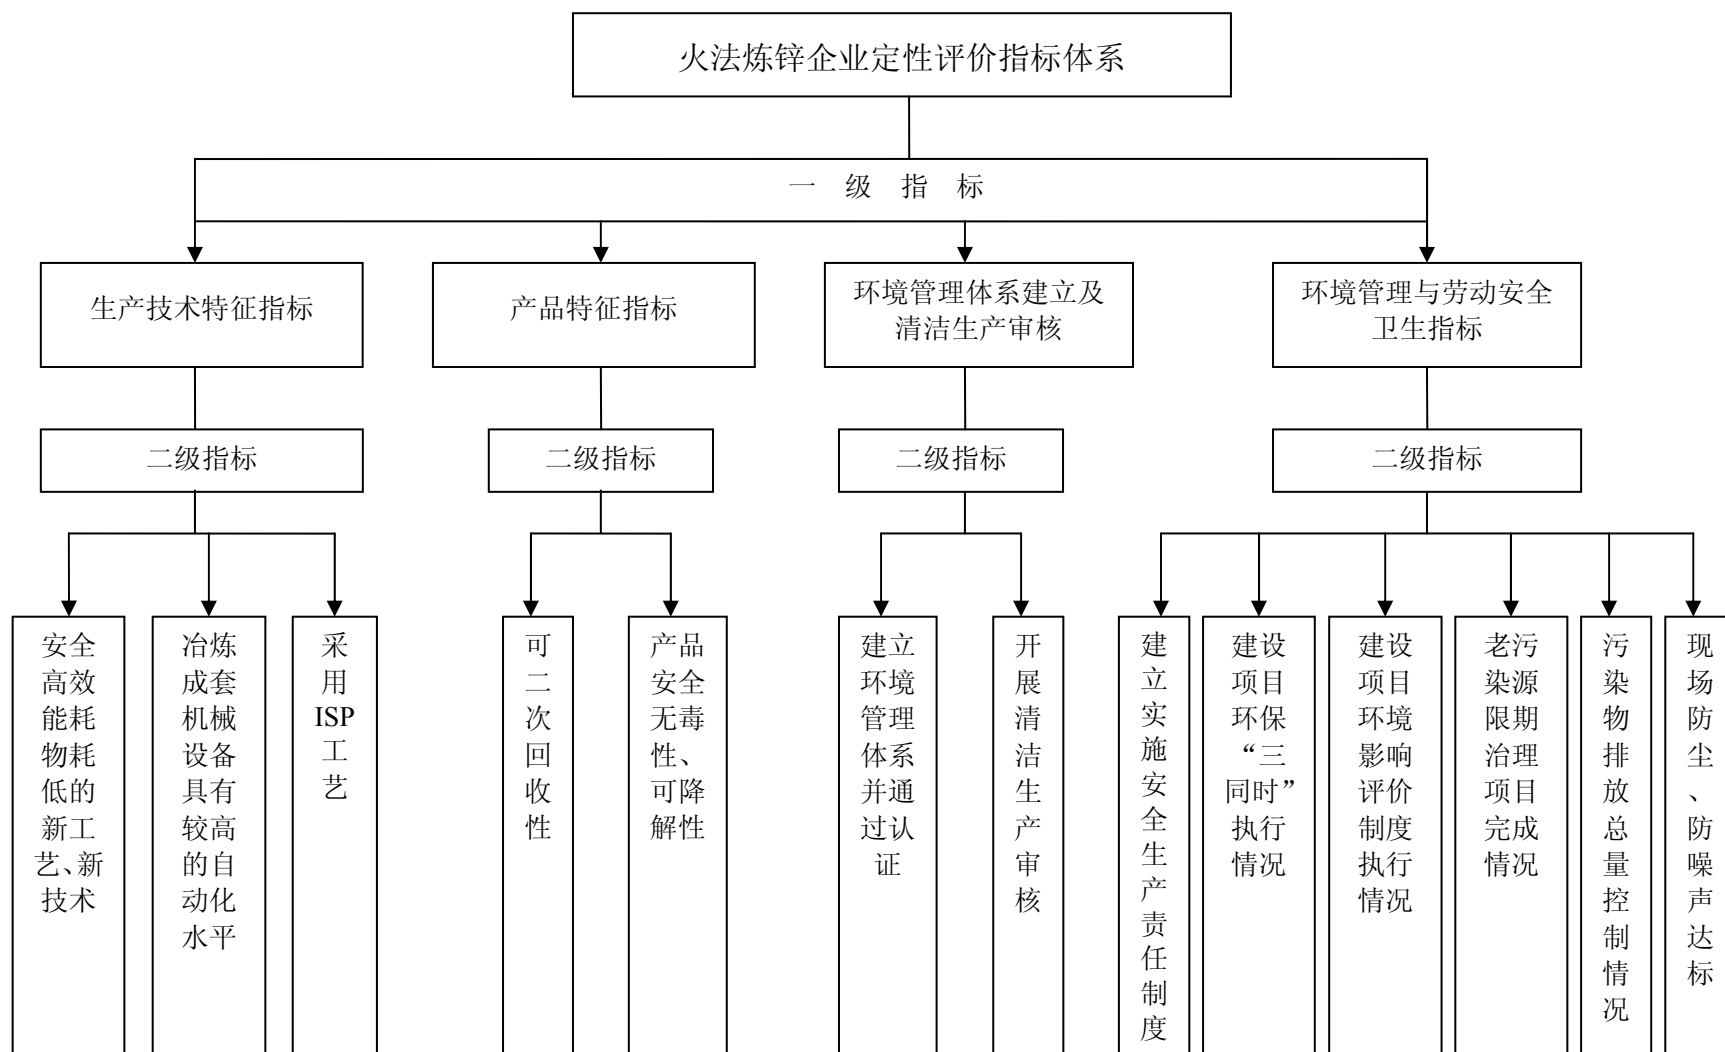 火法炼锌企业定性评价指标体系
一 级 指 标
生产技术特征指标
产品特征指标
环境管理体系建立及
清洁生产审核
环境管理与劳动安全
卫生指标
二级指标
二级指标
二级指标
二级指标
安全
高效
能耗
物耗
低的
新工
艺、新
技术
冶炼
成套
机械
设备
具有
较高
的自
动化
水平
采
用
ISP
工
艺
可
二
次
回
收
性
产品
安全
无毒
性、
可降
解性
建立
环境
管理
体系
并通
过认
证
开
展
清
洁
生
产
审
核
建
立
实
施
安
全
生
产
责
任
制
度
建设
项目
环保
“三
同时”
执行
情况
建设
项目
环境
影响
评价
制度
执行
情况
老污
染源
限期
治理
项目
完成
情况
污
染
物
排
放
总
量
控
制
情
况
现
场
防
尘
、
防
噪
声
达
标